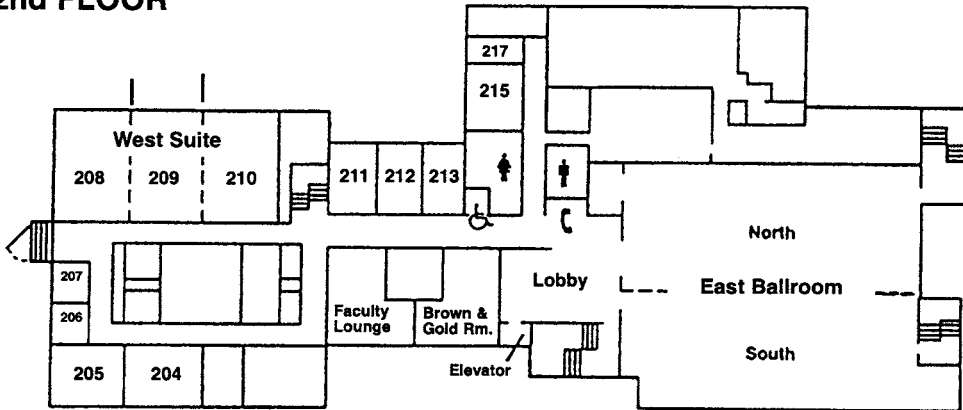 2nd FLOOR
217
215
West Suite
208
209
210
211
212
213
207
206
205
204
Faculty
Lounge
Brown &
Gold Rm.
Lobby
Elevator
North
East Ballroom
South